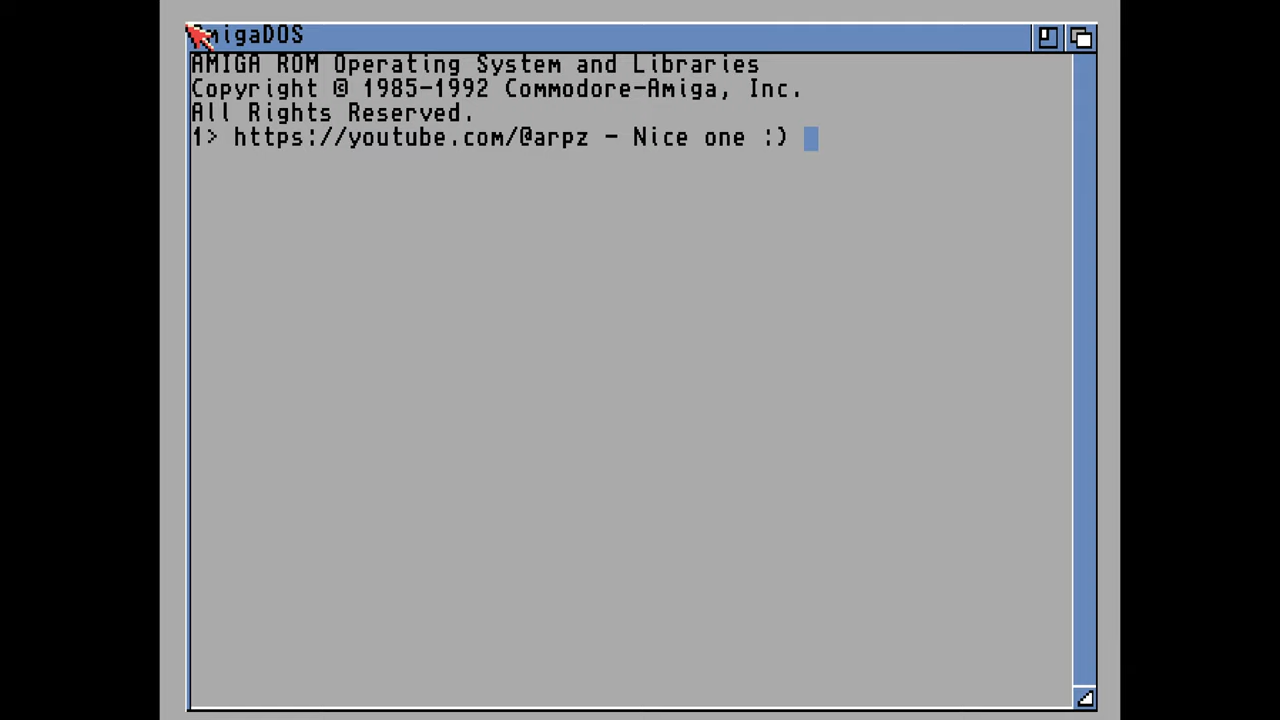 AmigaDOS
AMIGA ROM Operating System and Libraries
Copyright © 1985-1992 Commodore-Amiga, Inc.
All Rights Reserved.
1> https://youtube.com/@arpz - Nice one :)